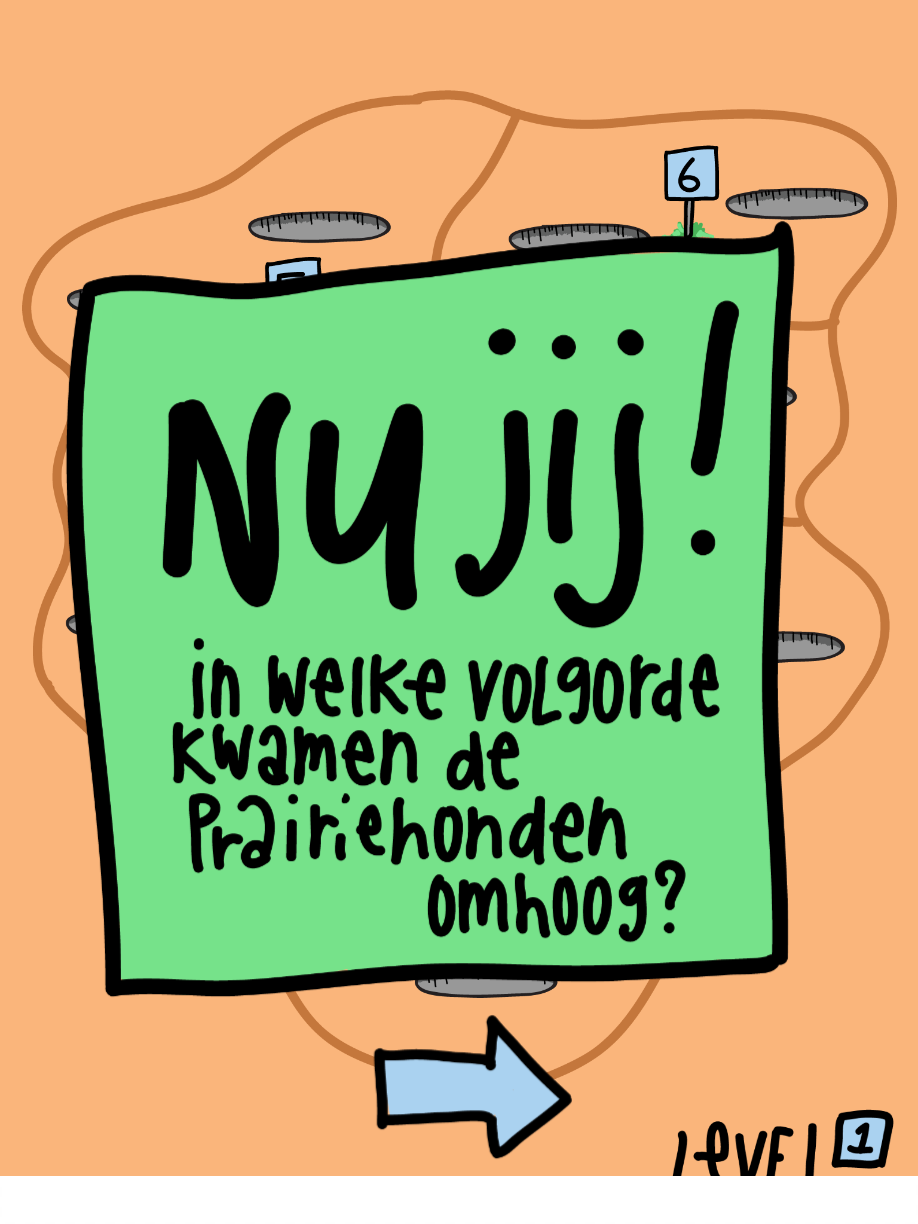 6
Nu jij!
in welke volgorde
kwamen de
Prairiehonden
omhoog?
level 1